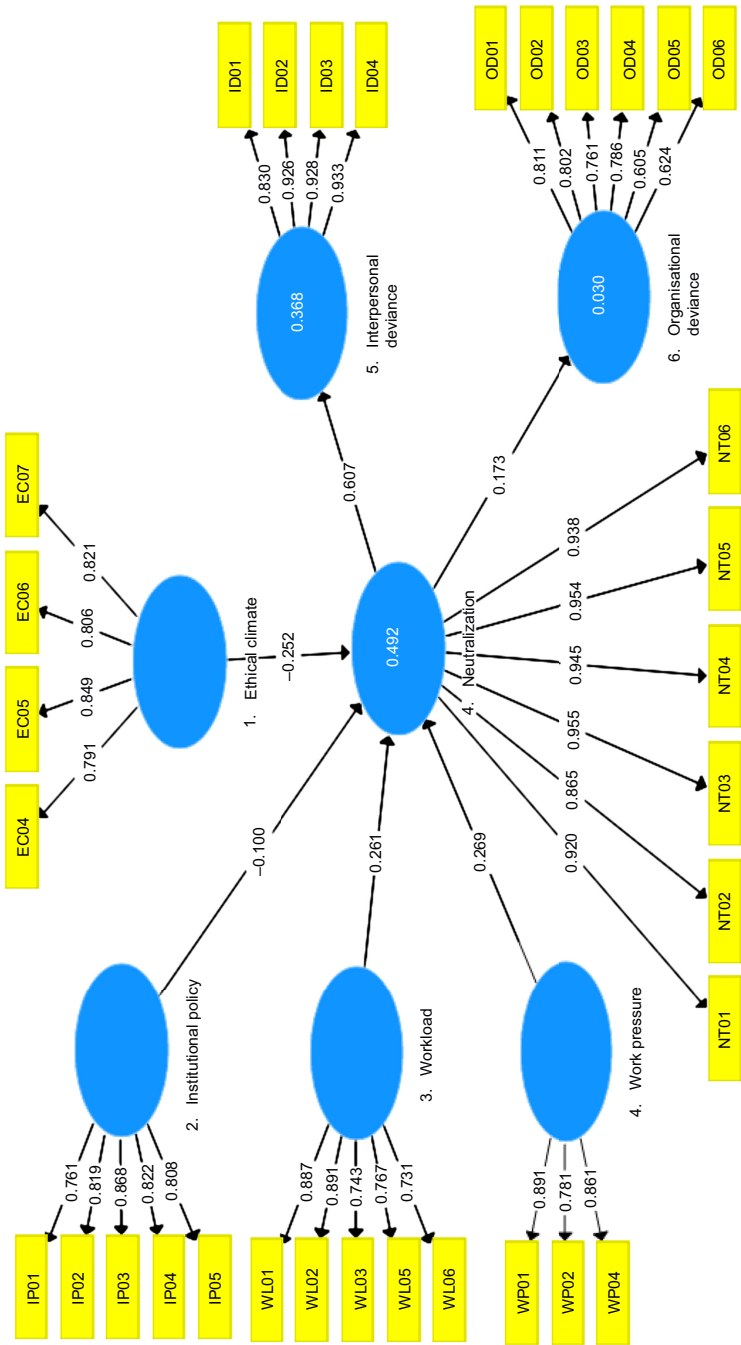 EC04
EC05
EC06
EC07
0.791
0.849
0.806
0.821
1. Ethical climate
IP01
IP02
IP03
IP04
IP05
0.761
0.819
0.868
0.822
0.808
2. Institutional policy
WL01
WL02
WL03
WL05
WL06
0.887
0.891
0.743
0.767
0.731
3. Workload
WP01
WP02
WP04
0.891
0.781
0.861
4. Work pressure
–0.252
–0.100
0.261
0.269
0.492
4. Neutralization
0.920
0.865
0.955
0.945
0.954
0.938
NT01
NT02
NT03
NT04
NT05
NT06
0.607
0.173
0.368
5. Interpersonal
deviance
0.830
0.926
0.928
0.933
ID01
ID02
ID03
ID04
0.030
6. Organisational
deviance
0.811
0.802
0.761
0.786
0.605
0.624
OD01
OD02
OD03
OD04
OD05
OD06